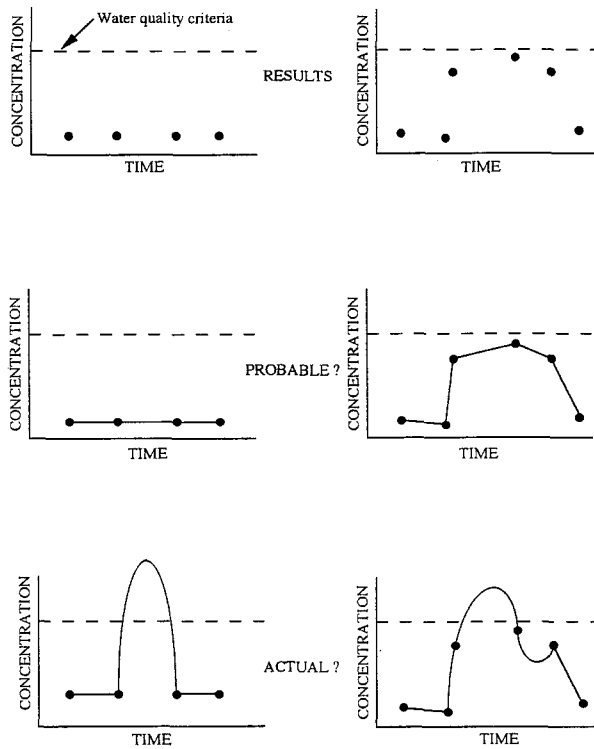 Water quality criteria
CONCENTRATION
TIME
RESULTS
CONCENTRATION
TIME
CONCENTRATION
TIME
PROBABLE ?
CONCENTRATION
TIME
CONCENTRATION
TIME
ACTUAL ?
CONCENTRATION
TIME